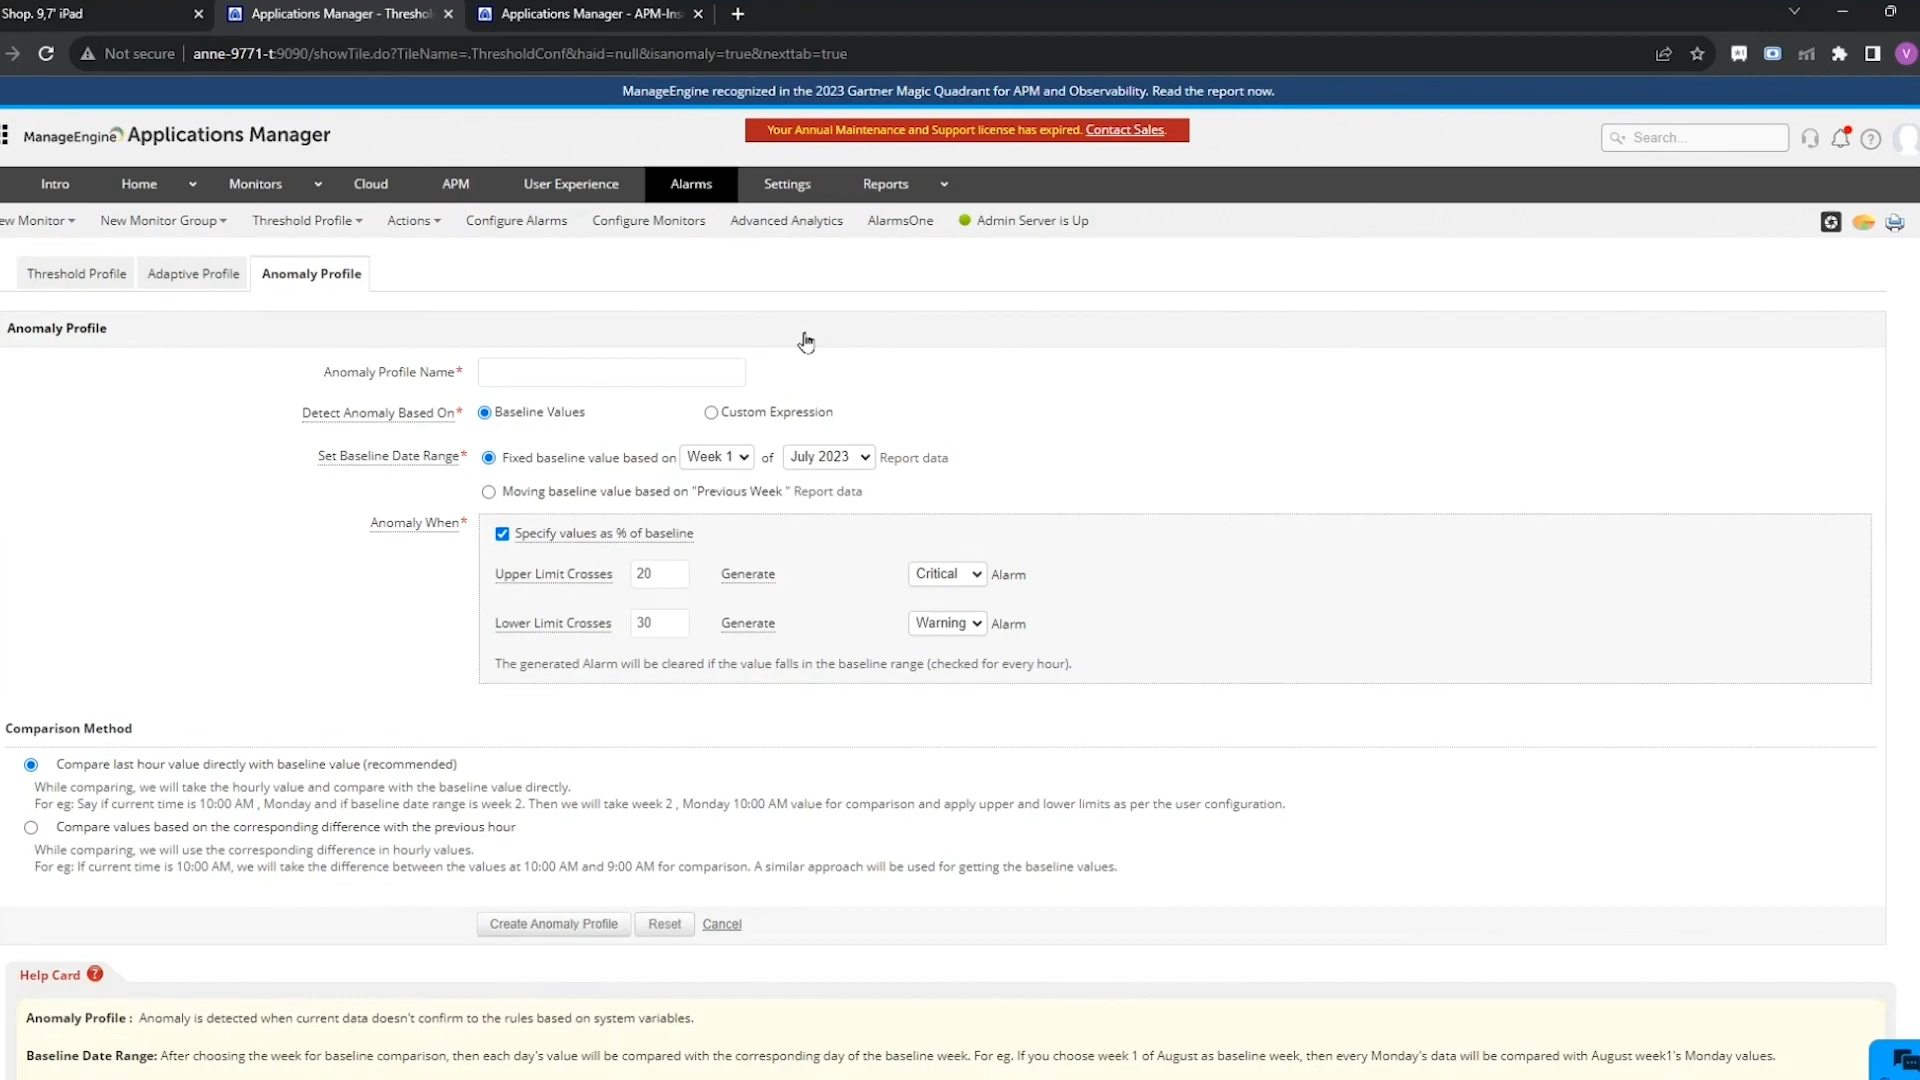 Shop. 9,7' iPad
Applications Manager - Threshol
Applications Manager - APM-Ins
Not secure
anne-9771-t:9090/showTile.do?TileName=.ThresholdConf&haid=null&isanomaly=true&nexttab=true
V
ManageEngine recognized in the 2023 Gartner Magic Quadrant for APM and Observability. Read the report now.
ManageEngine Applications Manager
Your Annual Maintenance and Support license has expired. Contact Sales.
Search...
Intro Home Monitors Cloud APM User Experience Alarms Settings Reports
ew Monitor New Monitor Group Threshold Profile Actions Configure Alarms Configure Monitors Advanced Analytics AlarmsOne Admin Server is Up
Threshold Profile Adaptive Profile Anomaly Profile
Anomaly Profile
Anomaly Profile Name*
Detect Anomaly Based On* Baseline Values Custom Expression
Set Baseline Date Range* Fixed baseline value based on Week 1 of July 2023 Report data
Moving baseline value based on "Previous Week " Report data
Anomaly When* Specify values as % of baseline
Upper Limit Crosses 20 Generate Critical Alarm
Lower Limit Crosses 30 Generate Warning Alarm
The generated Alarm will be cleared if the value falls in the baseline range (checked for every hour).
Comparison Method
Compare last hour value directly with baseline value (recommended)
While comparing, we will take the hourly value and compare with the baseline value directly.
For eg: Say if current time is 10:00 AM , Monday and if baseline date range is week 2. Then we will take week 2 , Monday 10:00 AM value for comparison and apply upper and lower limits as per the user configuration.
Compare values based on the corresponding difference with the previous hour
While comparing, we will use the corresponding difference in hourly values.
For eg: If current time is 10:00 AM, we will take the difference between the values at 10:00 AM and 9:00 AM for comparison. A similar approach will be used for getting the baseline values.
Create Anomaly Profile Reset Cancel
Help Card ?
Anomaly Profile : Anomaly is detected when current data doesn't confirm to the rules based on system variables.
Baseline Date Range: After choosing the week for baseline comparison, then each day's value will be compared with the corresponding day of the baseline week. For eg. If you choose week 1 of August as baseline week, then every Monday's data will be compared with August week1's Monday values.